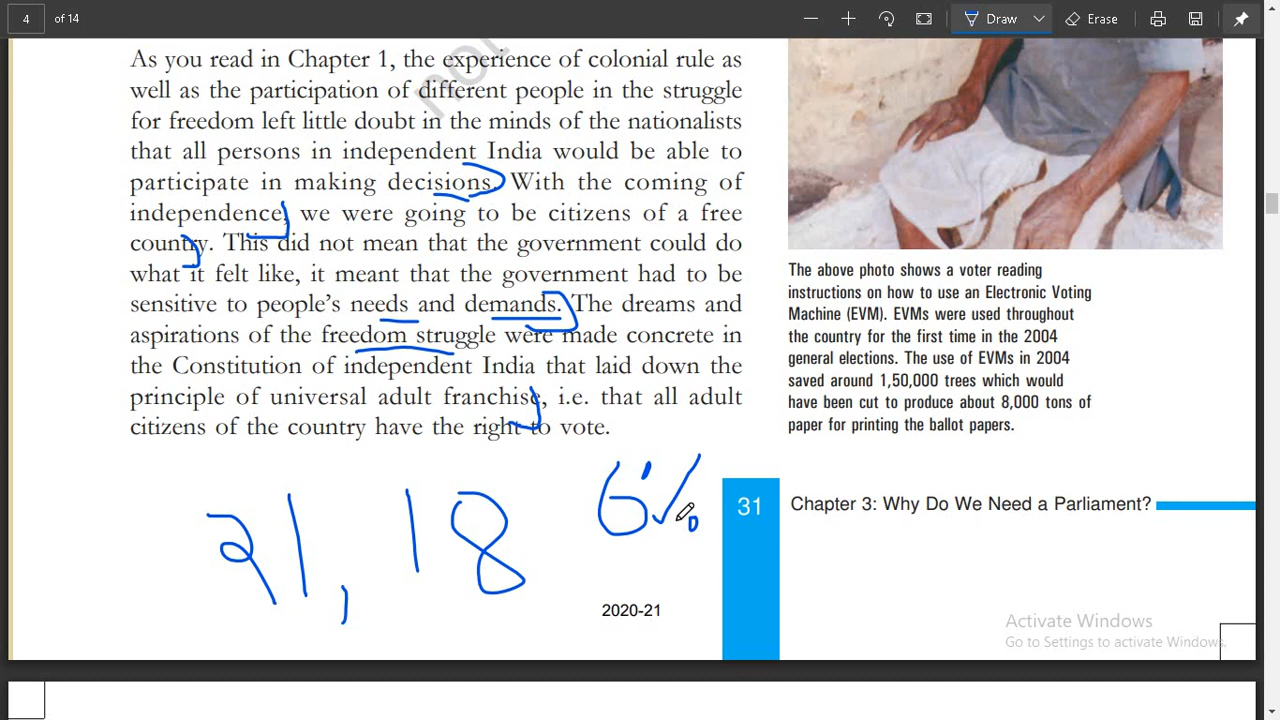 4 of 14
Draw
Erase
As you read in Chapter 1, the experience of colonial rule as
well as the participation of different people in the struggle
for freedom left little doubt in the minds of the nationalists
that all persons in independent India would be able to
participate in making decisions. With the coming of
independence, we were going to be citizens of a free
country. This did not mean that the government could do
what it felt like, it meant that the government had to be
sensitive to people's needs and demands. The dreams and
aspirations of the freedom struggle were made concrete in
the Constitution of independent India that laid down the
principle of universal adult franchise, i.e. that all adult
citizens of the country have the right to vote.
not
The above photo shows a voter reading
instructions on how to use an Electronic Voting
Machine (EVM). EVMs were used throughout
the country for the first time in the 2004
general elections. The use of EVMs in 2004
saved around 1,50,000 trees which would
have been cut to produce about 8,000 tons of
paper for printing the ballot papers.
21, 18
6%
31 Chapter 3: Why Do We Need a Parliament?
2020-21
Activate Windows
Go to Settings to activate Windows.